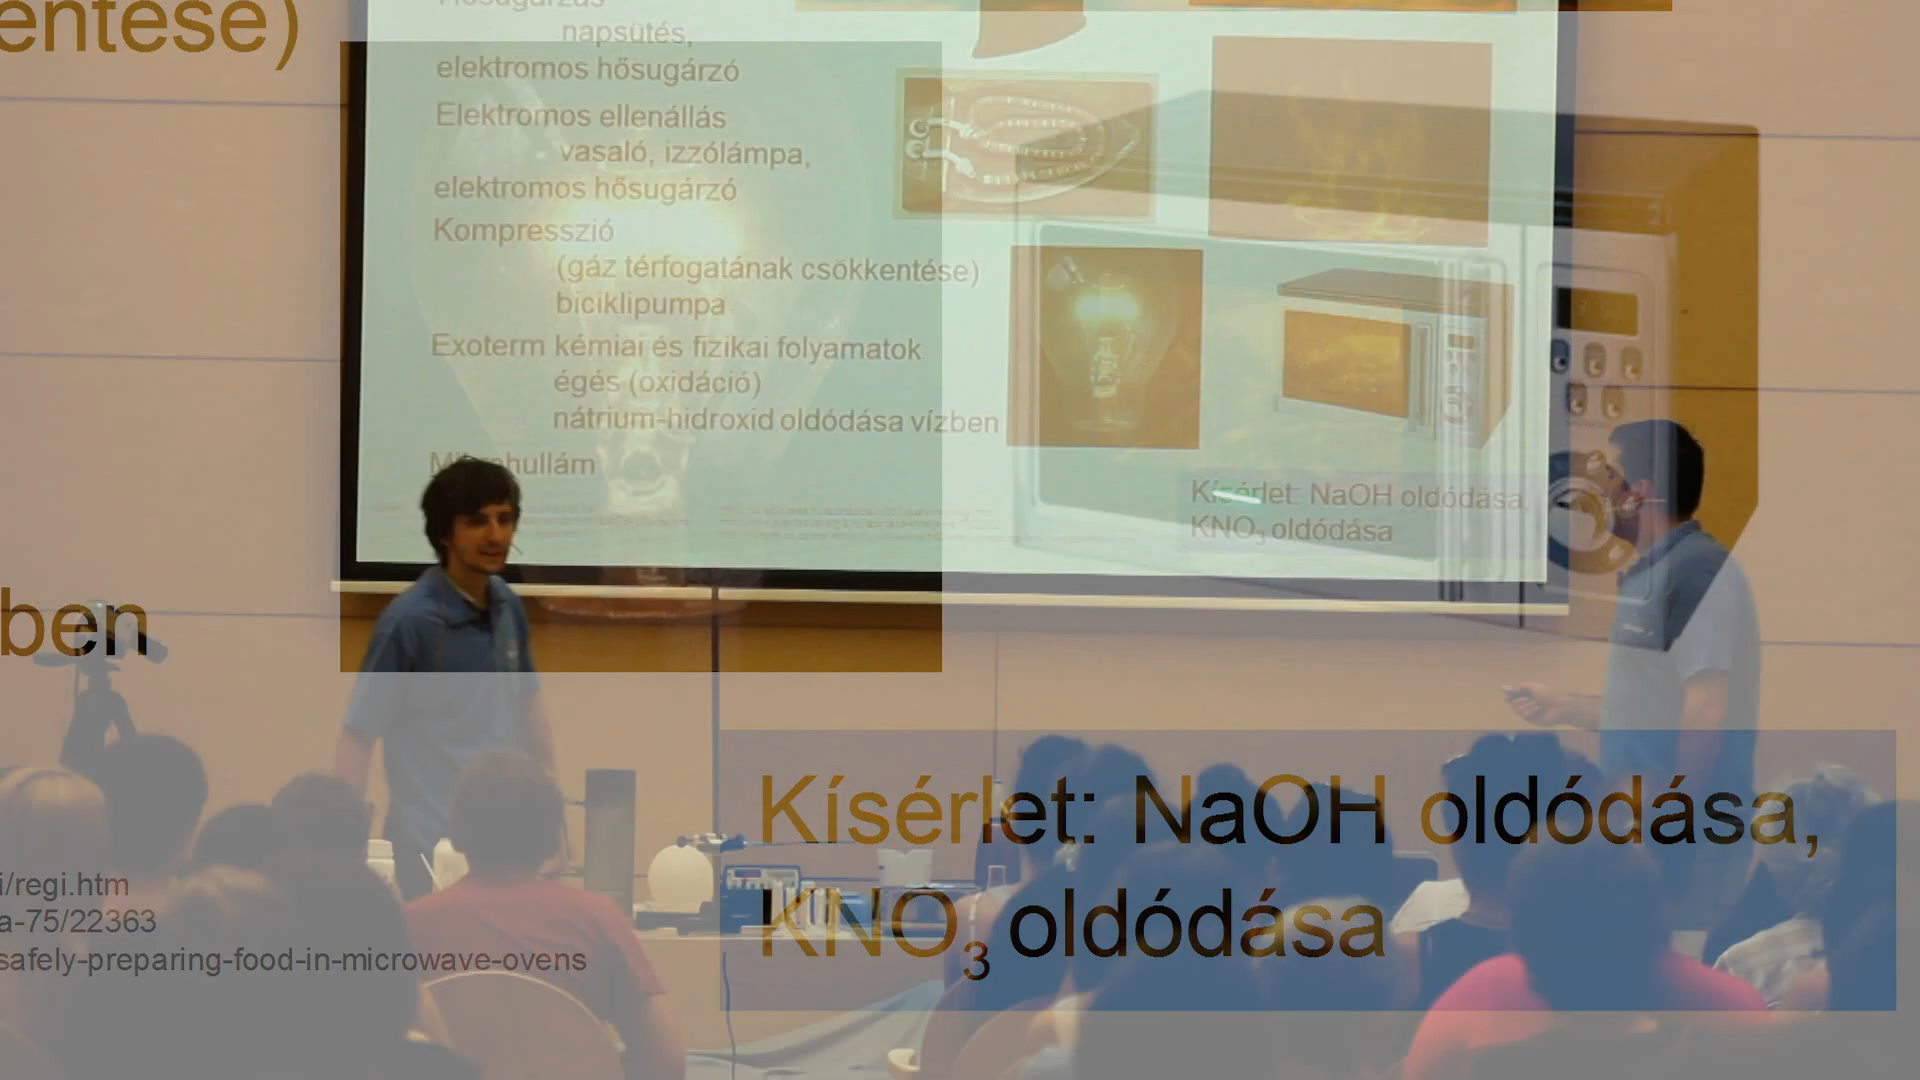 entése)
Hősugárzás
napsütés,
elektromos hősugárzó
Elektromos ellenállás
vasaló, izzólámpa,
elektromos hősugárzó
Kompresszió
(gáz térfogatának csökkentése)
biciklipumpa
Exoterm kémiai és fizikai folyamatok
égés (oxidáció)
nátrium-hidroxid oldódása vízben
Mikrohullám
Kísérlet: NaOH oldódása,
KNO₃ oldódása
ben
Kísérlet: NaOH oldódása,
KNO₃ oldódása
i/regi.htm
a-75/22363
safely-preparing-food-in-microwave-ovens